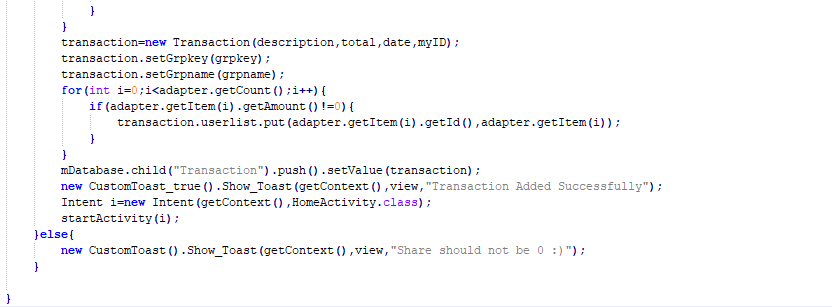 }
}
transaction=new Transaction(description,total,date,myID);
transaction.setGrpkey(grpkey);
transaction.setGrpname(grpname);
for(int i=0;i<adapter.getCount();i++){
if(adapter.getItem(i).getAmount()!=0){
transaction.userlist.put(adapter.getItem(i).getId(),adapter.getItem(i));
}
}
mDatabase.child("Transaction").push().setValue(transaction);
new CustomToast_true().Show_Toast(getContext(),view,"Transaction Added Successfully");
Intent i=new Intent(getContext(),HomeActivity.class);
startActivity(i);
}else{
new CustomToast().Show_Toast(getContext(),view,"Share should not be 0 :)");
}
}